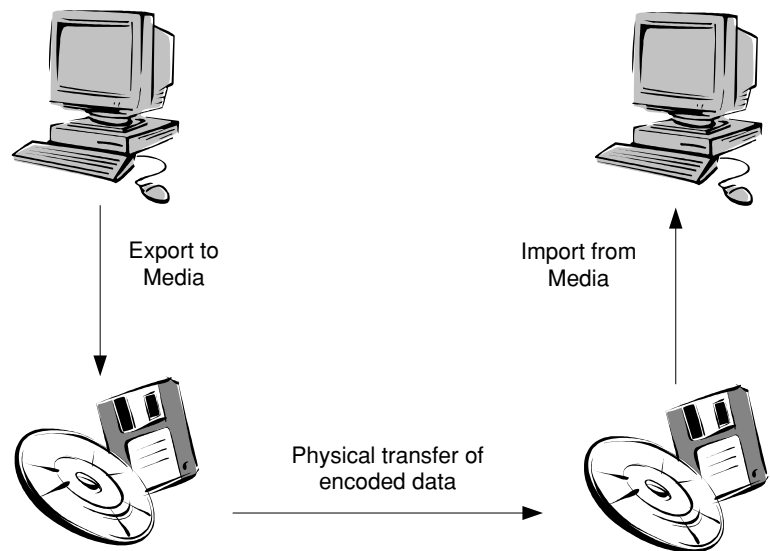 Export to
Media
Import from
Media
Physical transfer of
encoded data